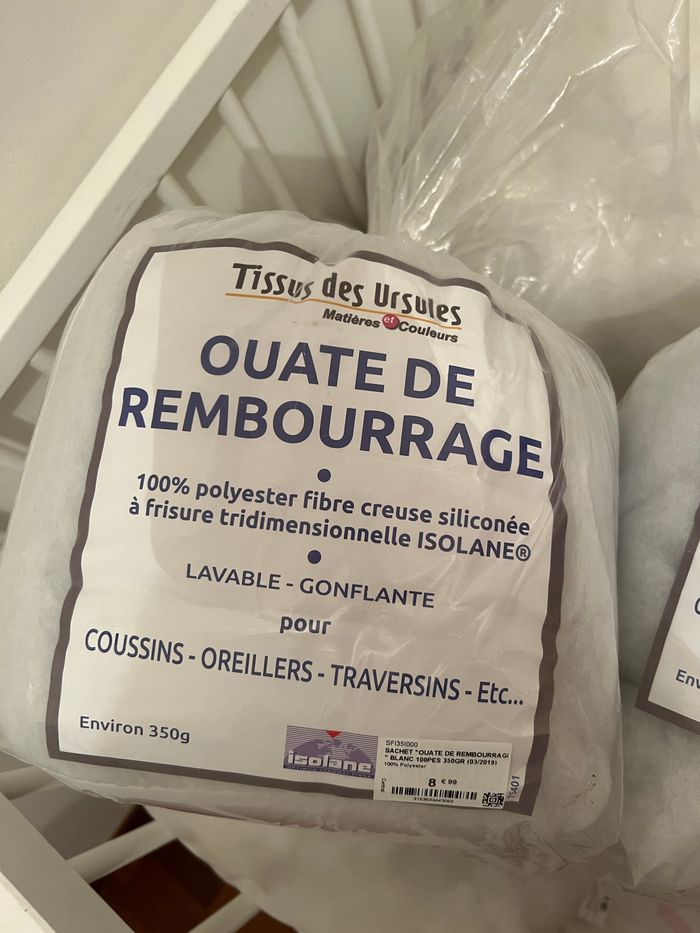 Tissus des Ursules
Matières et Couleurs
OUATE DE
REMBOURRAGE
100% polyester fibre creuse siliconée
à frisure tridimensionnelle ISOLANE®
LAVABLE - GONFLANTE
pour
COUSSINS - OREILLERS - TRAVERSINS - Etc...
Environ 350g
isolane
SFI35I000
SACHET "OUATE DE REMBOURRAG
" BLANC 100PES 350GR (03/2019)
100% Polyester
8 € 99
Env